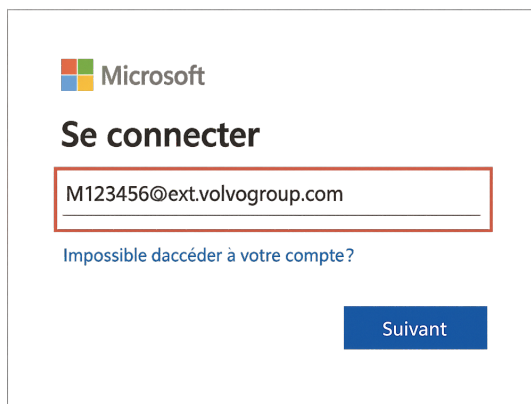 Microsoft
Se connecter
M123456@ext.volvogroup.com
Impossible daccéder à votre compte?
Suivant